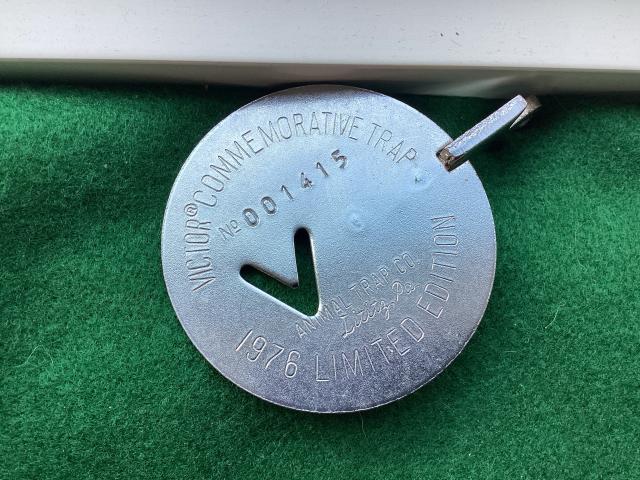 VICTOR® COMMEMORATIVE TRAP
No 001415
ANIMAL TRAP CO.
Lititz, Pa
1976 LIMITED EDITION